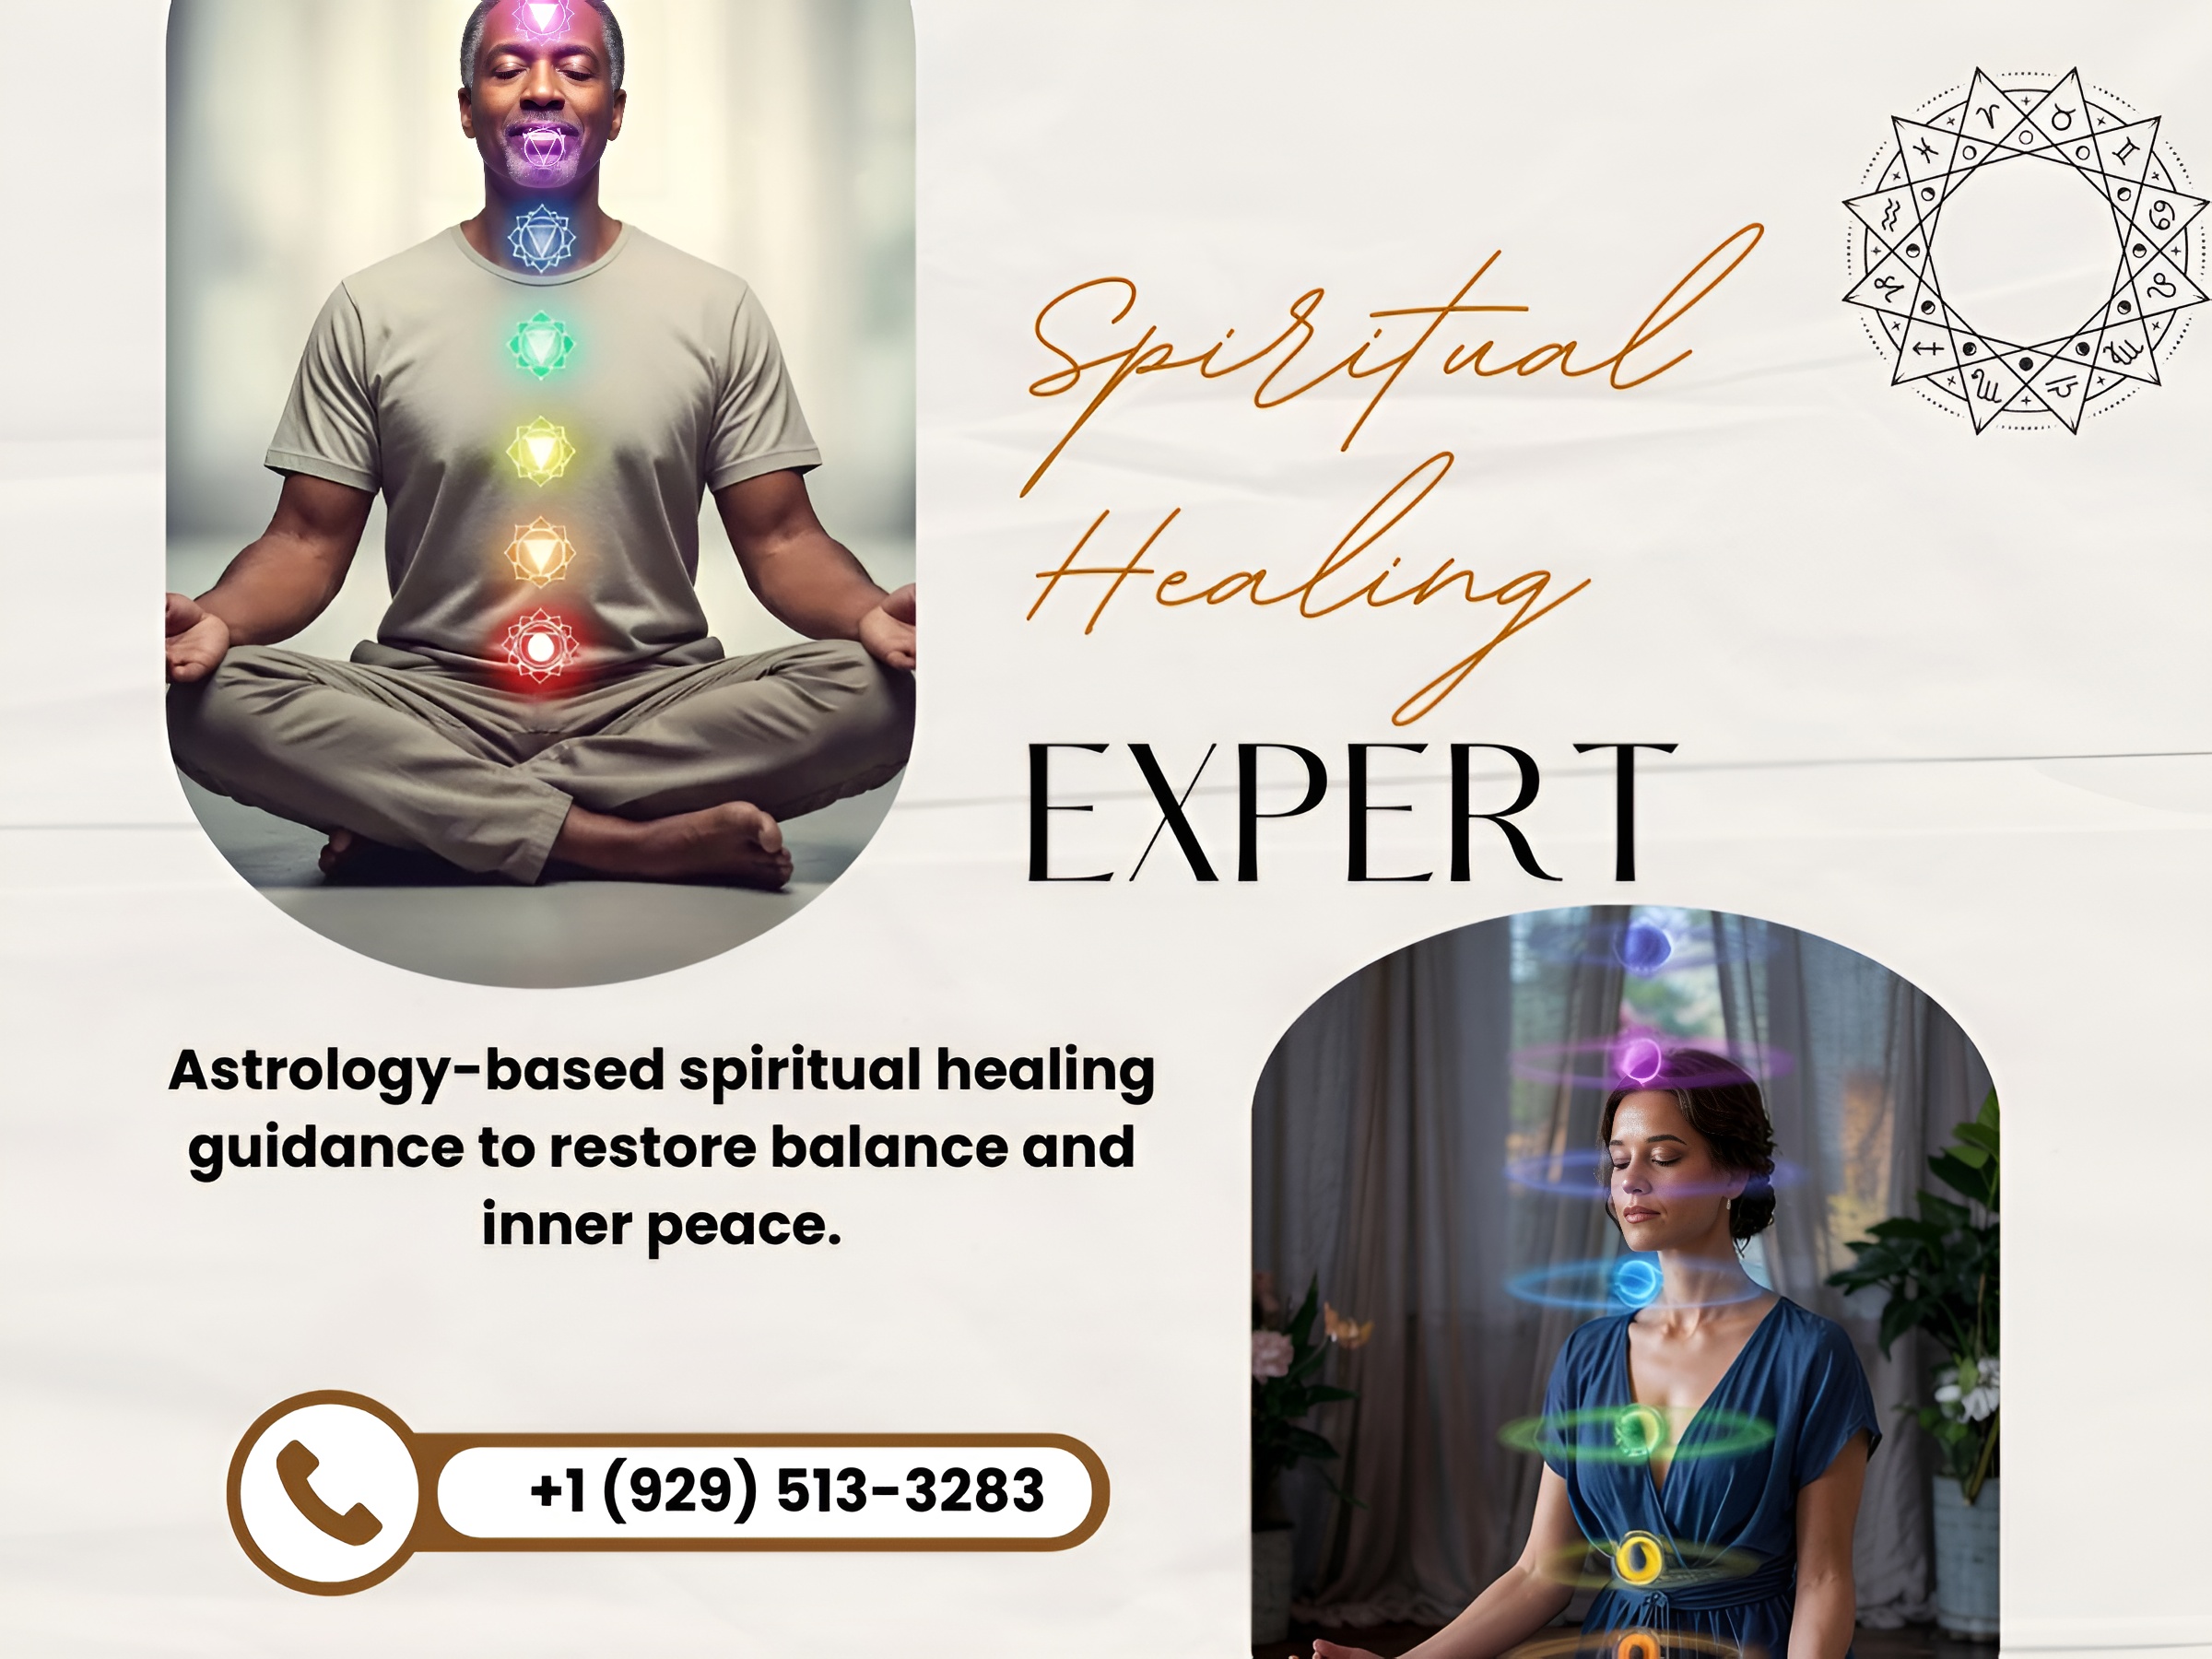 Spiritual
Healing
EXPERT
Astrology-based spiritual healing
guidance to restore balance and
inner peace.
+1 (929) 513-3283